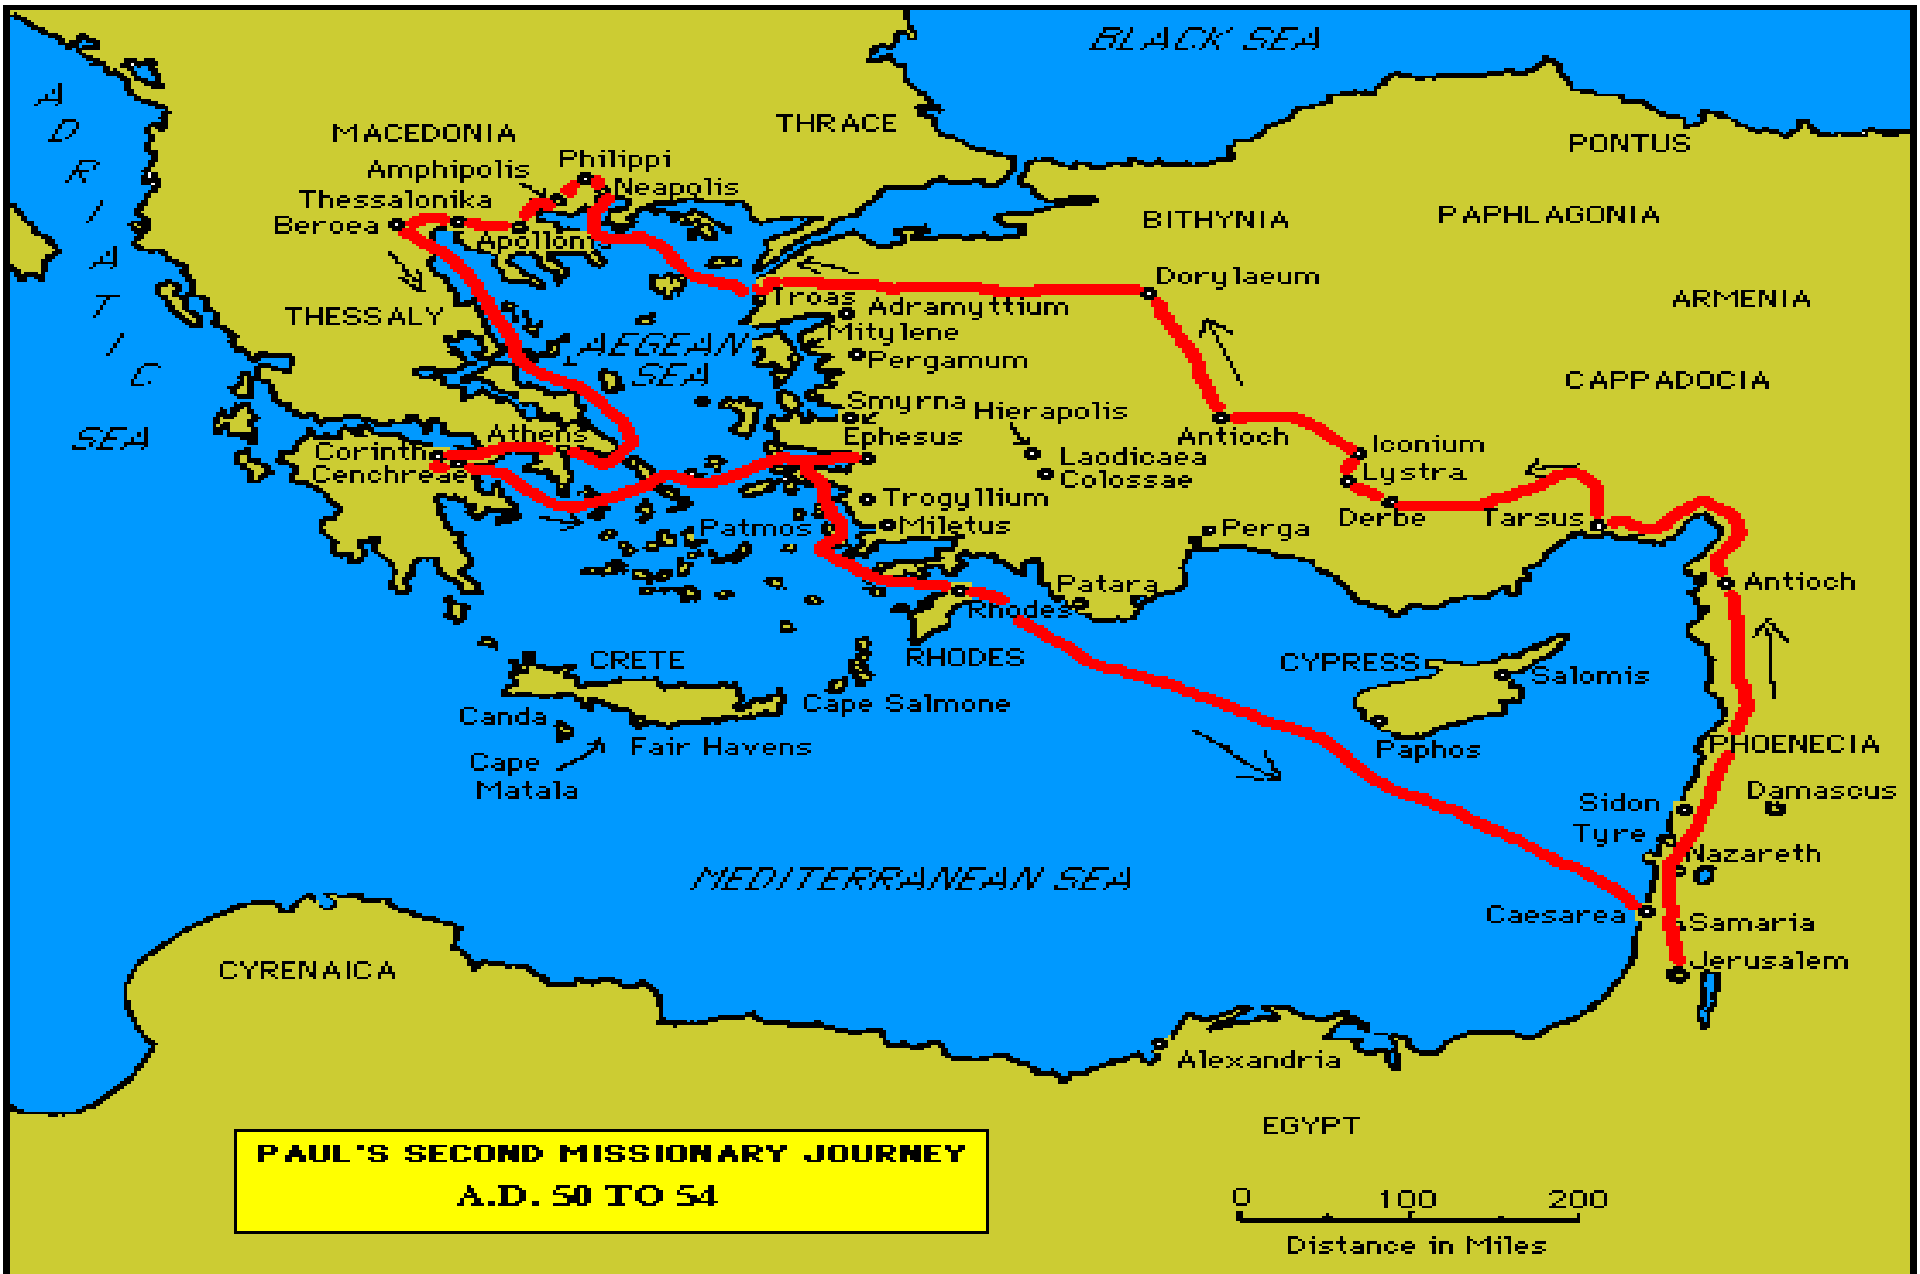 BLACK SEA
ADRIATIC
SEA
MACEDONIA
THRACE
PONTUS
Amphipolis
Philippi
Neapolis
Thessalonika
Beroea
Apolloni
BITHYNIA
PAPHLAGONIA
Dorylaeum
ARMENIA
THESSALY
Troas
Adramyttium
Mitylene
AEGEAN
SEA
Pergamum
CAPPADOCIA
Smyrna
Hierapolis
Ephesus
Antioch
Iconium
Athens
Corinth
Cenchreae
Laodicaea
Colossae
Lystra
Trogyllium
Derbe
Tarsus
Patmos
Miletus
Perga
Patara
Antioch
Rhodes
RHODES
CRETE
CYPRESS
Salomis
Canda
Cape Salmone
Fair Havens
Cape
Matala
Paphos
PHOENECIA
Sidon
Damascus
Tyre
Nazareth
MEDITERRANEAN SEA
Caesarea
Samaria
Jerusalem
CYRENAICA
Alexandria
EGYPT
PAUL'S SECOND MISSIONARY JOURNEY
A.D. 50 TO 54
0 100 200
Distance in Miles